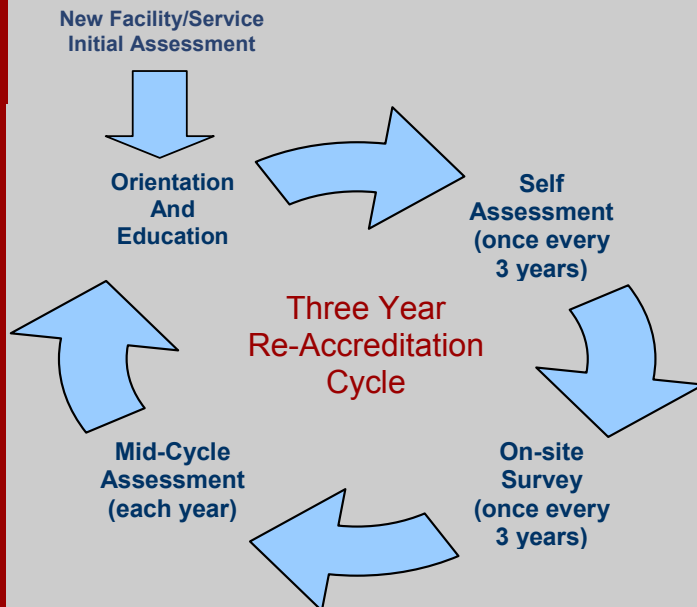 New Facility/Service
Initial Assessment
Orientation
And
Education
Self
Assessment
(once every
3 years)
Three Year
Re-Accreditation
Cycle
Mid-Cycle
Assessment
(each year)
On-site
Survey
(once every
3 years)